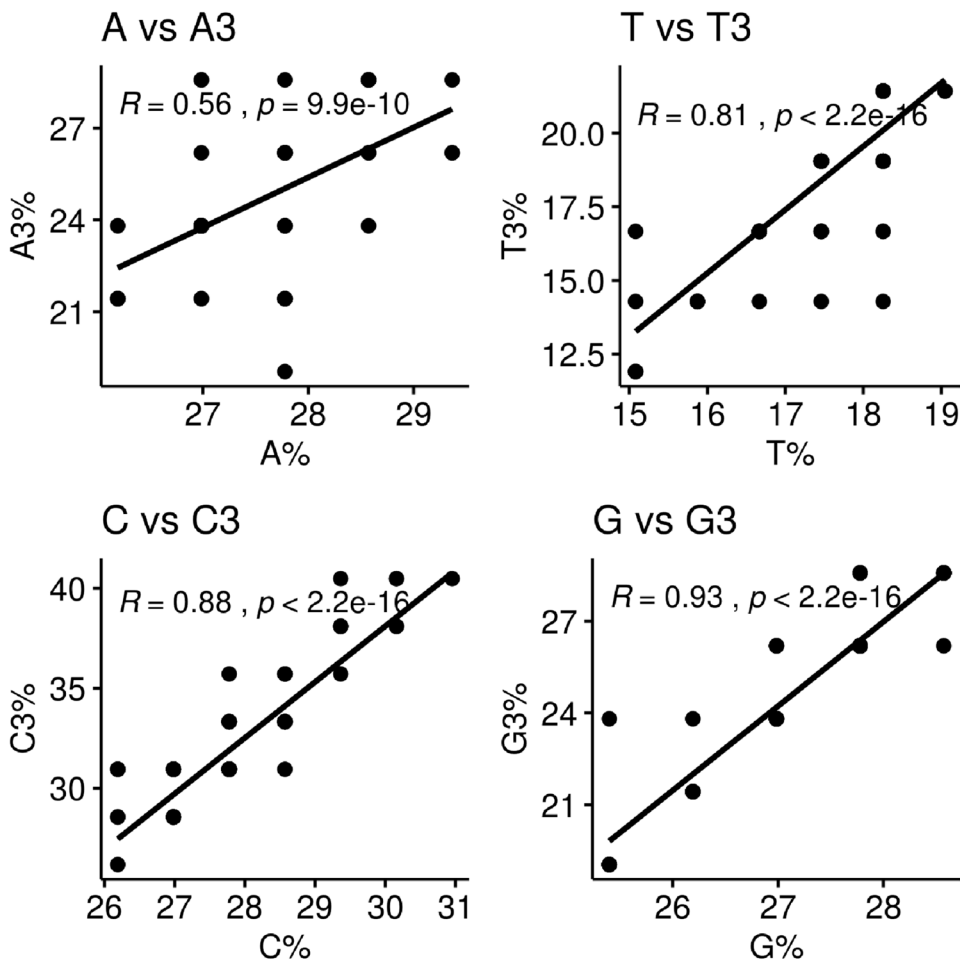 A vs A3
R = 0.56 , p = 9.9e-10
27
24
21
A3%
27 28 29
A%
T vs T3
R = 0.81 , p < 2.2e-16
20.0
17.5
15.0
12.5
T3%
15 16 17 18 19
T%
C vs C3
R = 0.88 , p < 2.2e-16
40
35
30
C3%
26 27 28 29 30 31
C%
G vs G3
R = 0.93 , p < 2.2e-16
27
24
21
G3%
26 27 28
G%